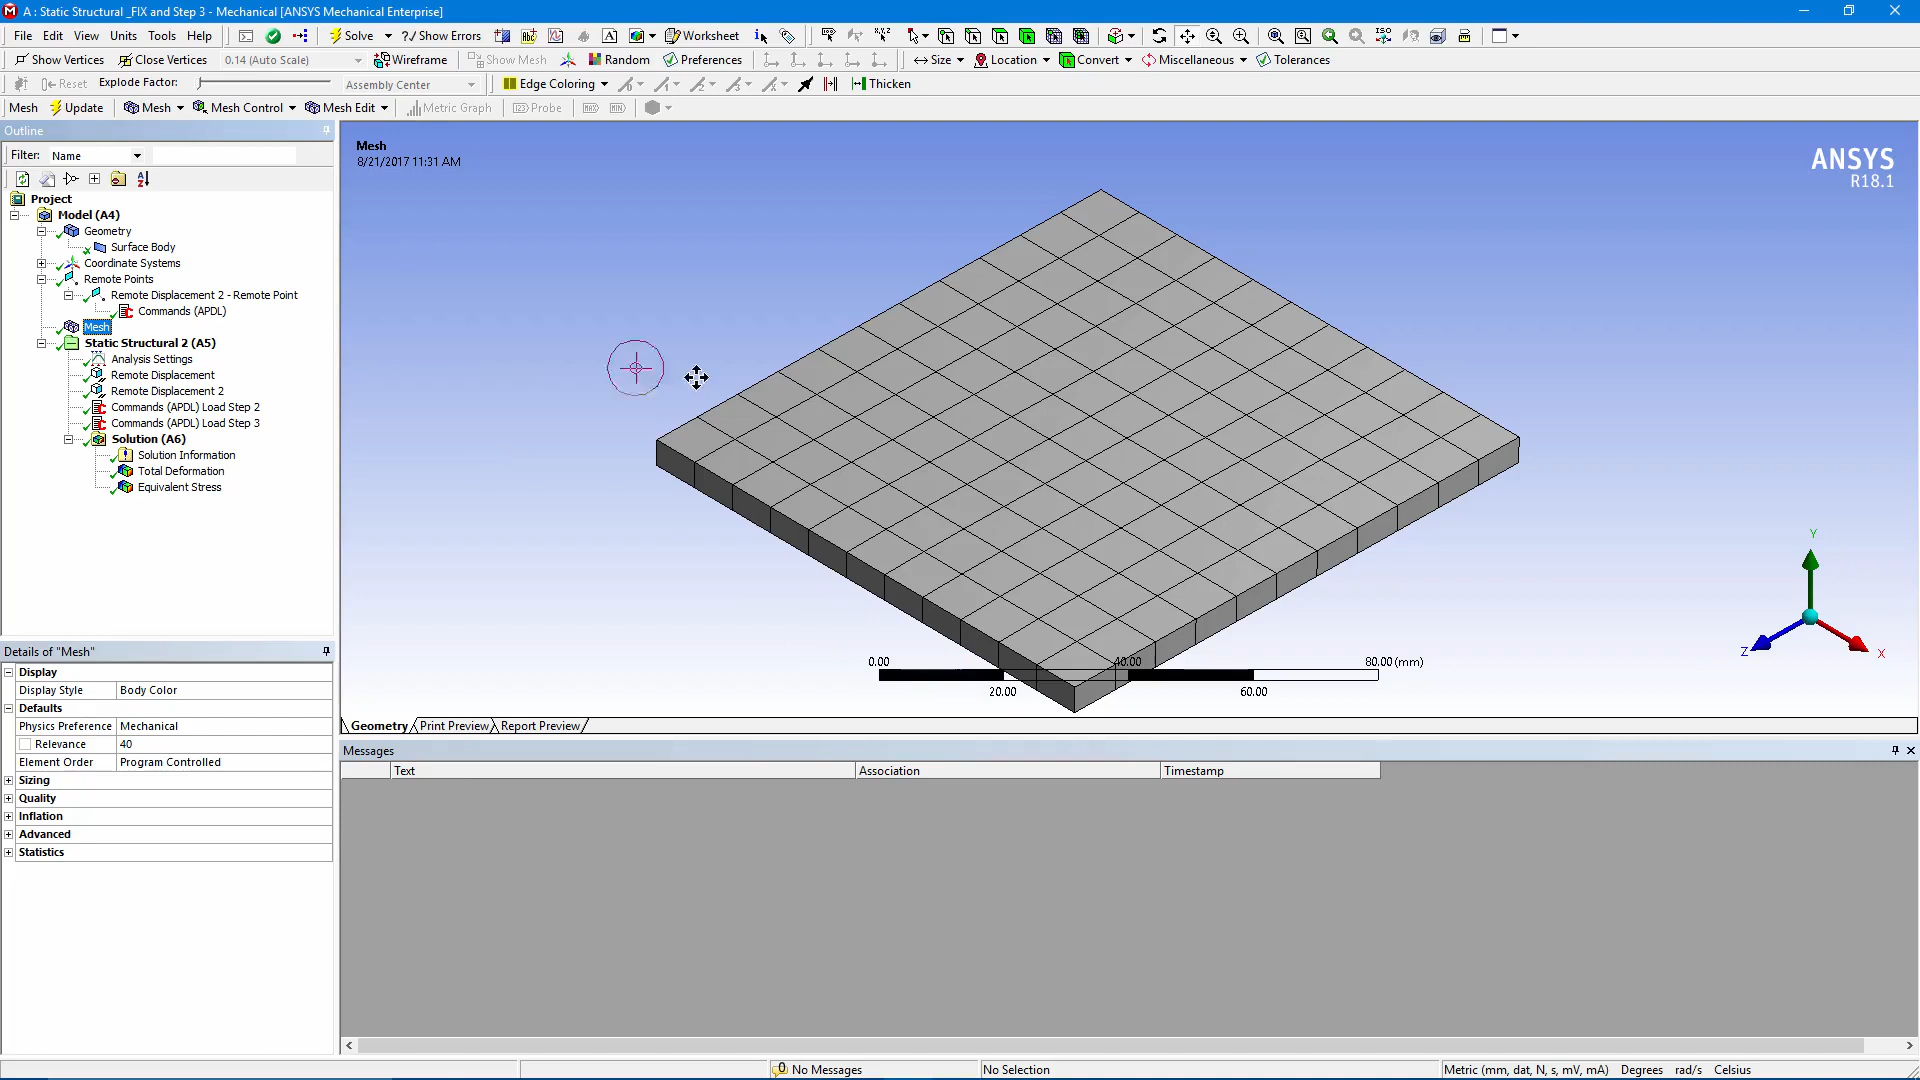 A : Static Structural _FIX and Step 3 - Mechanical [ANSYS Mechanical Enterprise]
File Edit View Units Tools Help Solve ?/ Show Errors Worksheet
Show Vertices Close Vertices 0.14 (Auto Scale) Wireframe Show Mesh Random Preferences Size Location Convert Miscellaneous Tolerances
Reset Explode Factor: Assembly Center Edge Coloring Thicken
Mesh Update Mesh Mesh Control Mesh Edit Metric Graph Probe MAX MIN
Outline
Filter: Name
Project
Model (A4)
Geometry
Surface Body
Coordinate Systems
Remote Points
Remote Displacement 2 - Remote Point
Commands (APDL)
Mesh
Static Structural 2 (A5)
Analysis Settings
Remote Displacement
Remote Displacement 2
Commands (APDL) Load Step 2
Commands (APDL) Load Step 3
Solution (A6)
Solution Information
Total Deformation
Equivalent Stress
Details of "Mesh"
Display
Display Style Body Color
Defaults
Physics Preference Mechanical
Relevance 40
Element Order Program Controlled
Sizing
Quality
Inflation
Advanced
Statistics
Mesh
8/21/2017 11:31 AM
ANSYS
R18.1
Y
Z
X
0.00 40.00 80.00 (mm)
20.00 60.00
Geometry Print Preview Report Preview
Messages
Text Association Timestamp
No Messages No Selection Metric (mm, dat, N, s, mV, mA) Degrees rad/s Celsius